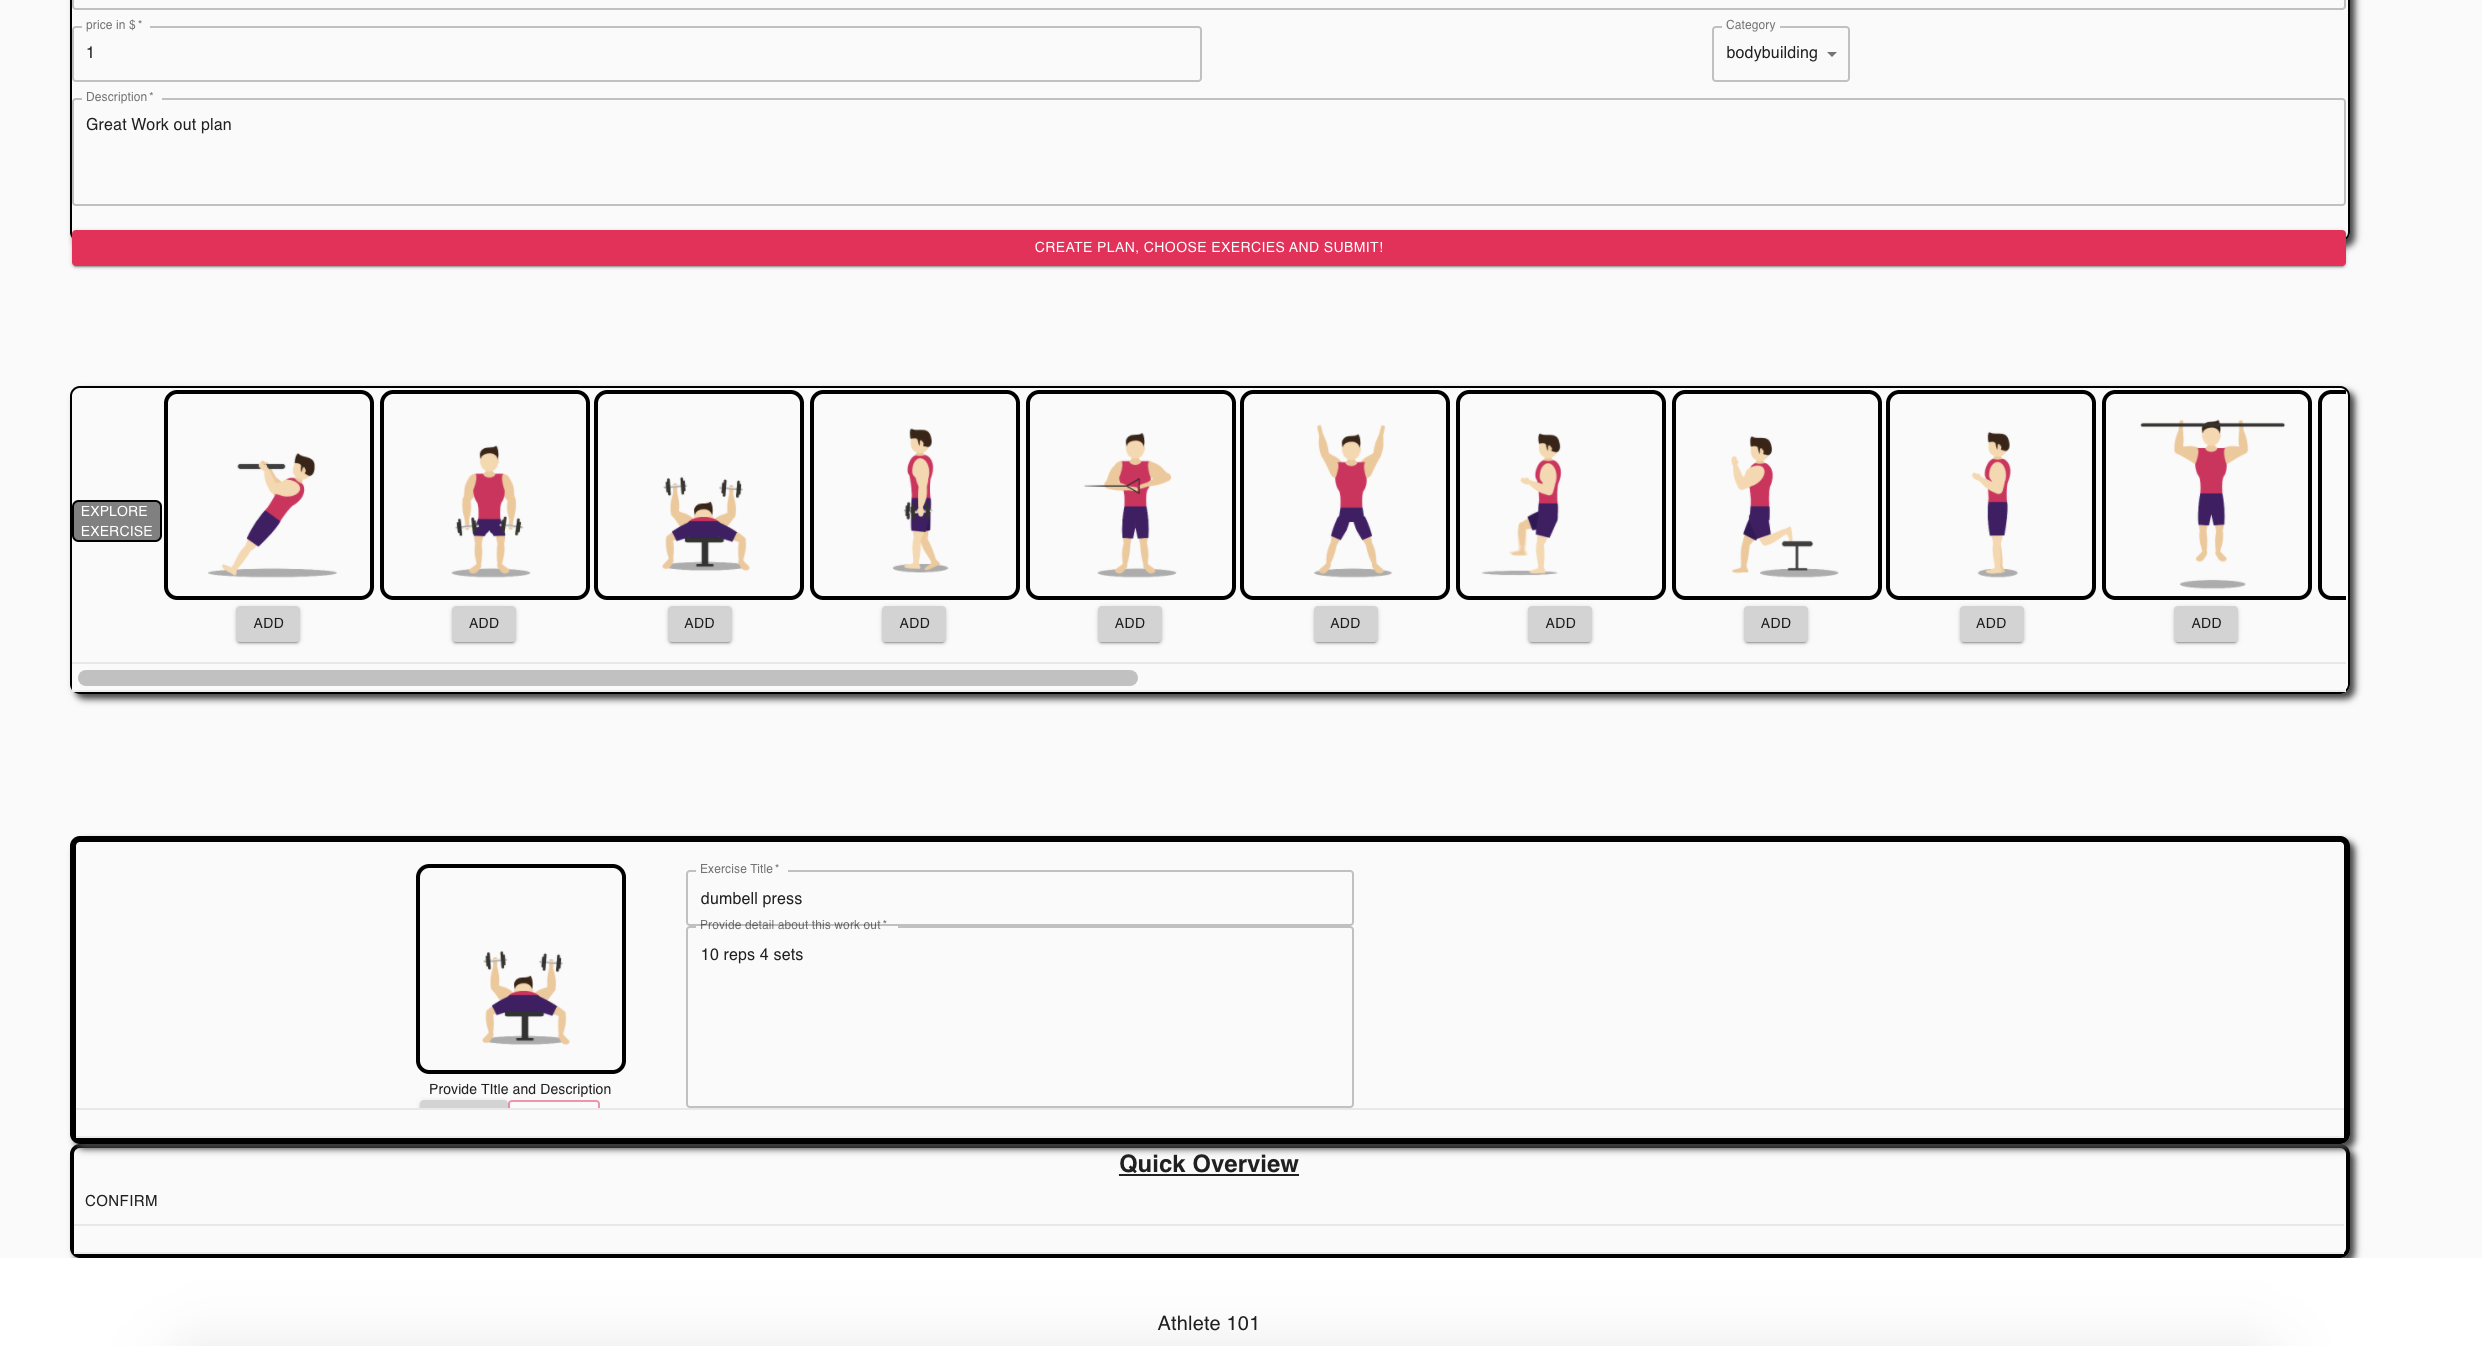 price in $ *
Category
1
bodybuilding
Description *
Great Work out plan
CREATE PLAN, CHOOSE EXERCIES AND SUBMIT!
EXPLORE
EXERCISE
ADD ADD ADD ADD ADD ADD ADD ADD ADD ADD
Exercise Title *
dumbell press
Provide detail about this work out *
10 reps 4 sets
Provide TItle and Description
Quick Overview
CONFIRM
Athlete 101